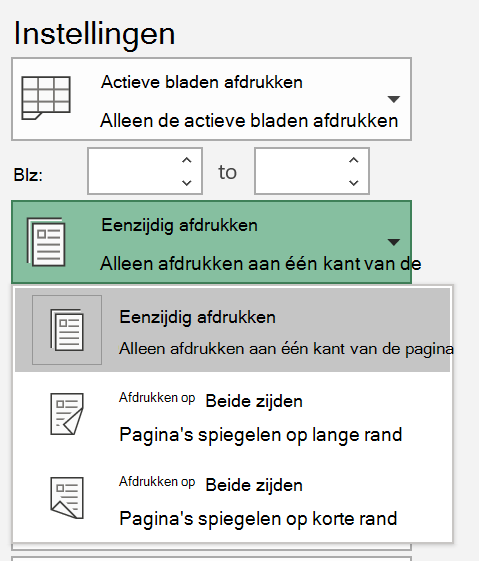 Instellingen
Actieve bladen afdrukken
Alleen de actieve bladen afdrukken
Blz: to
Eenzijdig afdrukken
Alleen afdrukken aan één kant van de
Eenzijdig afdrukken
Alleen afdrukken aan één kant van de pagina
Afdrukken op Beide zijden
Pagina's spiegelen op lange rand
Afdrukken op Beide zijden
Pagina's spiegelen op korte rand